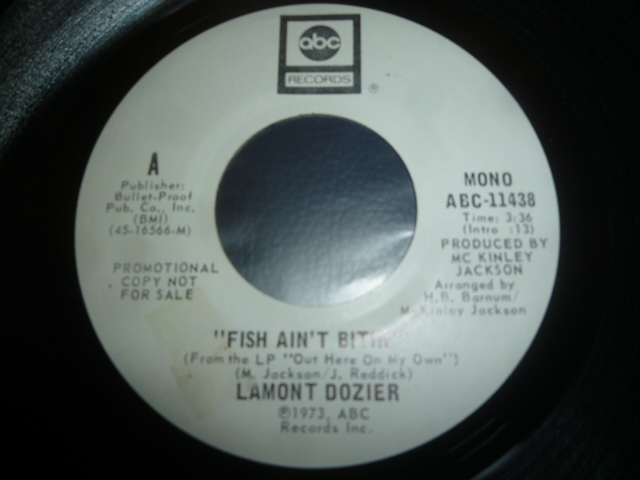 abc
RECORDS
®
A
Publisher:
Bullet-Proof
Pub. Co., Inc.
(BMI)
(45-16566-M)
PROMOTIONAL
COPY NOT
FOR SALE
MONO
ABC-11438
Time: 3:36
(Intro :13)
PRODUCED BY
MC KINLEY
JACKSON
Arranged by
H.B. Barnum/
McKinley Jackson
"FISH AIN'T BITIN'"
(From the LP "Out Here On My Own")
(M. Jackson/J. Reddick)
LAMONT DOZIER
℗1973, ABC
Records Inc.